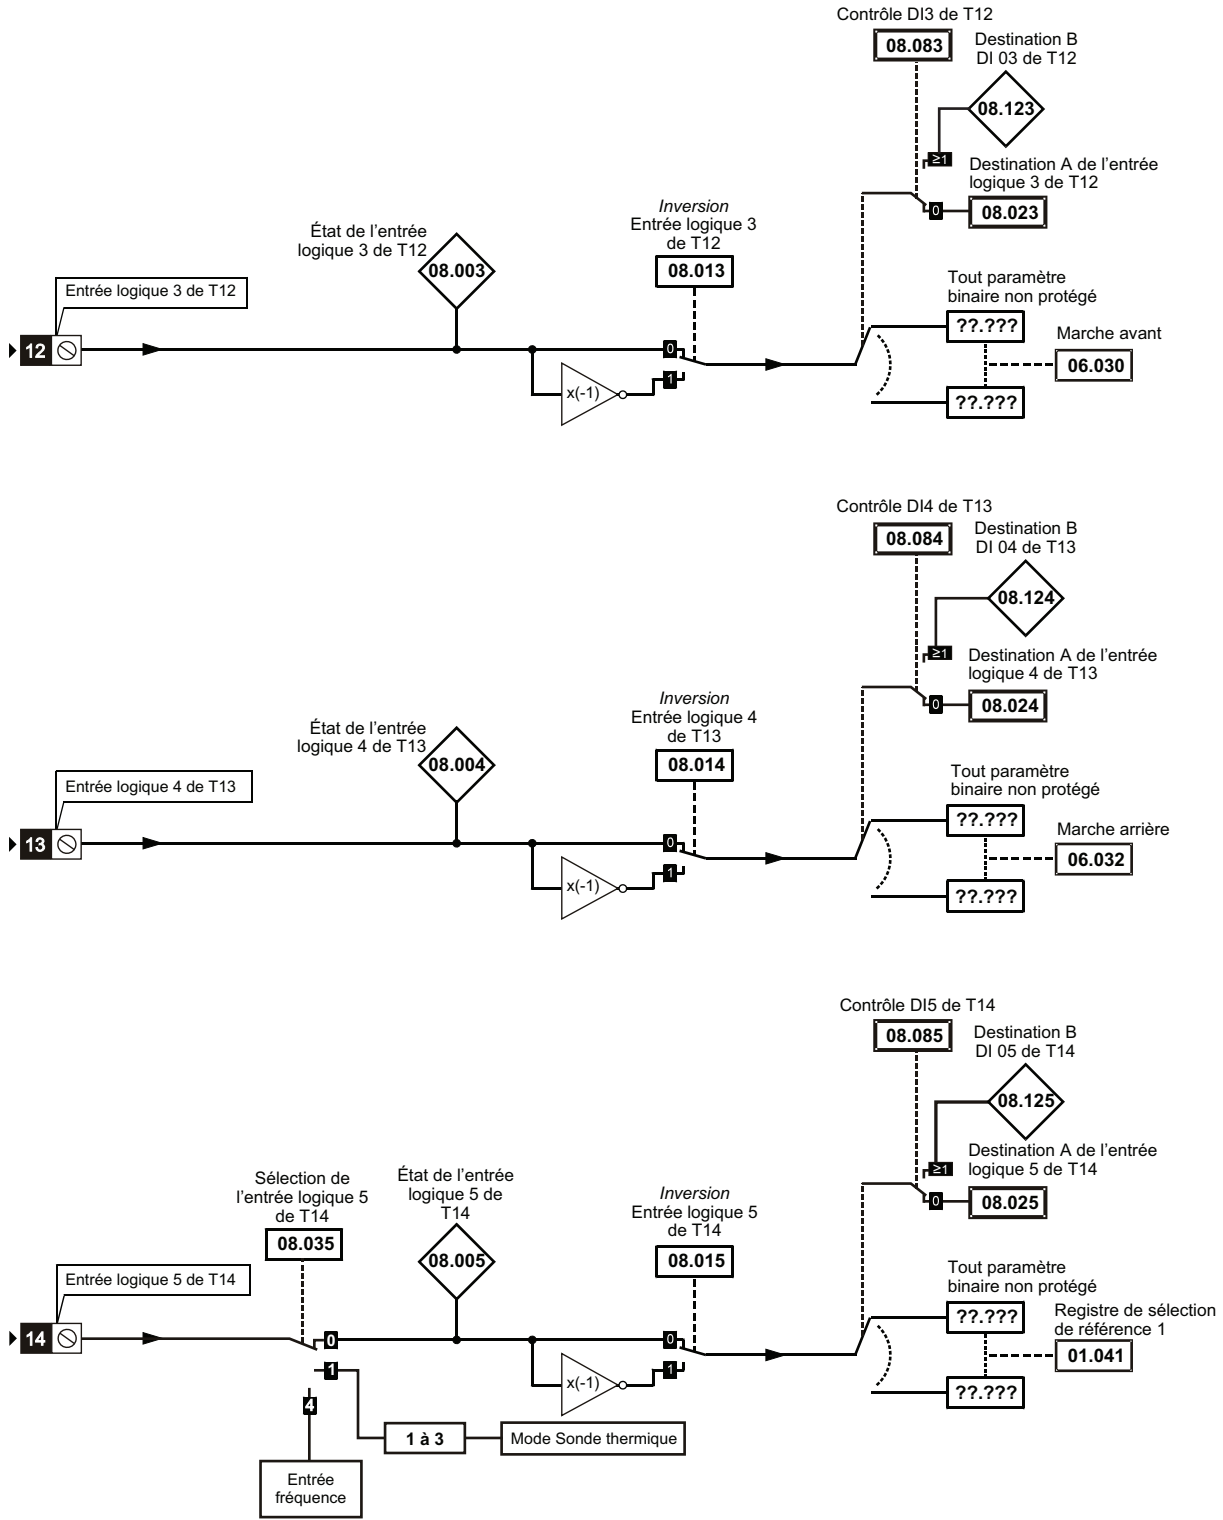 Contrôle DI3 de T12
08.083
Destination B
DI 03 de T12
08.123
≥1
Destination A de l'entrée
logique 3 de T12
0
08.023
État de l'entrée
logique 3 de T12
08.003
Inversion
Entrée logique 3
de T12
08.013
Entrée logique 3 de T12
12
0
1
x(-1)
Tout paramètre
binaire non protégé
??.???
Marche avant
06.030
??.???
Contrôle DI4 de T13
08.084
Destination B
DI 04 de T13
08.124
≥1
Destination A de l'entrée
logique 4 de T13
0
08.024
État de l'entrée
logique 4 de T13
08.004
Inversion
Entrée logique 4
de T13
08.014
Entrée logique 4 de T13
13
0
1
x(-1)
Tout paramètre
binaire non protégé
??.???
Marche arrière
06.032
??.???
Contrôle DI5 de T14
08.085
Destination B
DI 05 de T14
08.125
≥1
Destination A de l'entrée
logique 5 de T14
0
08.025
Sélection de
l'entrée logique 5
de T14
08.035
État de l'entrée
logique 5 de
T14
08.005
Inversion
Entrée logique 5
de T14
08.015
Entrée logique 5 de T14
14
0
1
4
0
1
x(-1)
Tout paramètre
binaire non protégé
??.???
Registre de sélection
de référence 1
01.041
??.???
1 à 3
Mode Sonde thermique
Entrée
fréquence